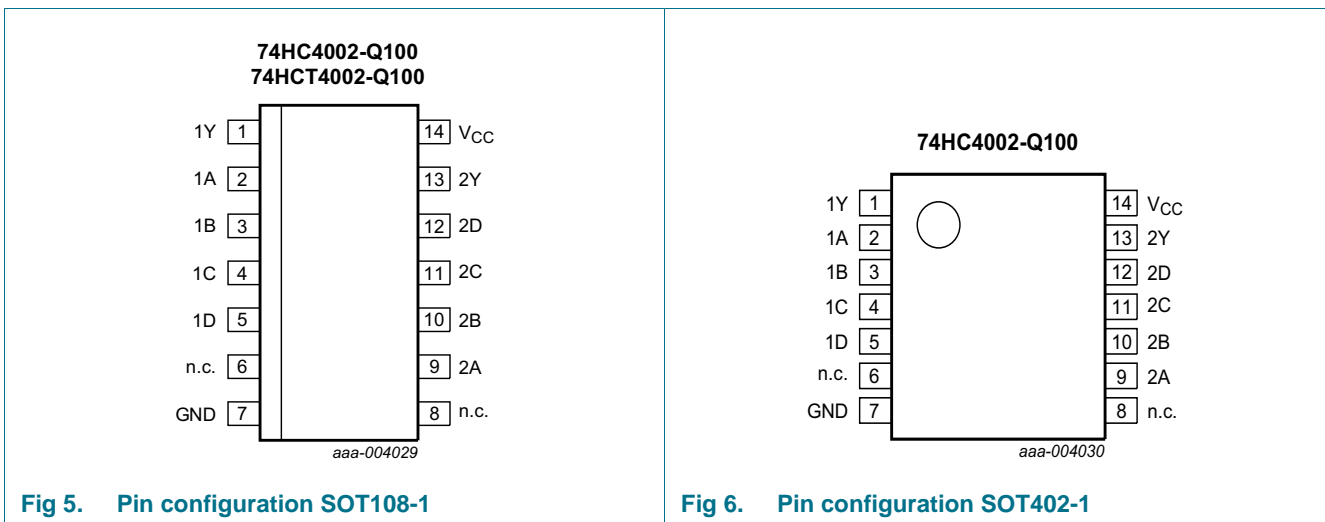 74HC4002-Q100
74HCT4002-Q100
1Y 1 14 VCC
1A 2 13 2Y
1B 3 12 2D
1C 4 11 2C
1D 5 10 2B
n.c. 6 9 2A
GND 7 8 n.c.
aaa-004029
Fig 5. Pin configuration SOT108-1
74HC4002-Q100
1Y 1 14 VCC
1A 2 13 2Y
1B 3 12 2D
1C 4 11 2C
1D 5 10 2B
n.c. 6 9 2A
GND 7 8 n.c.
aaa-004030
Fig 6. Pin configuration SOT402-1